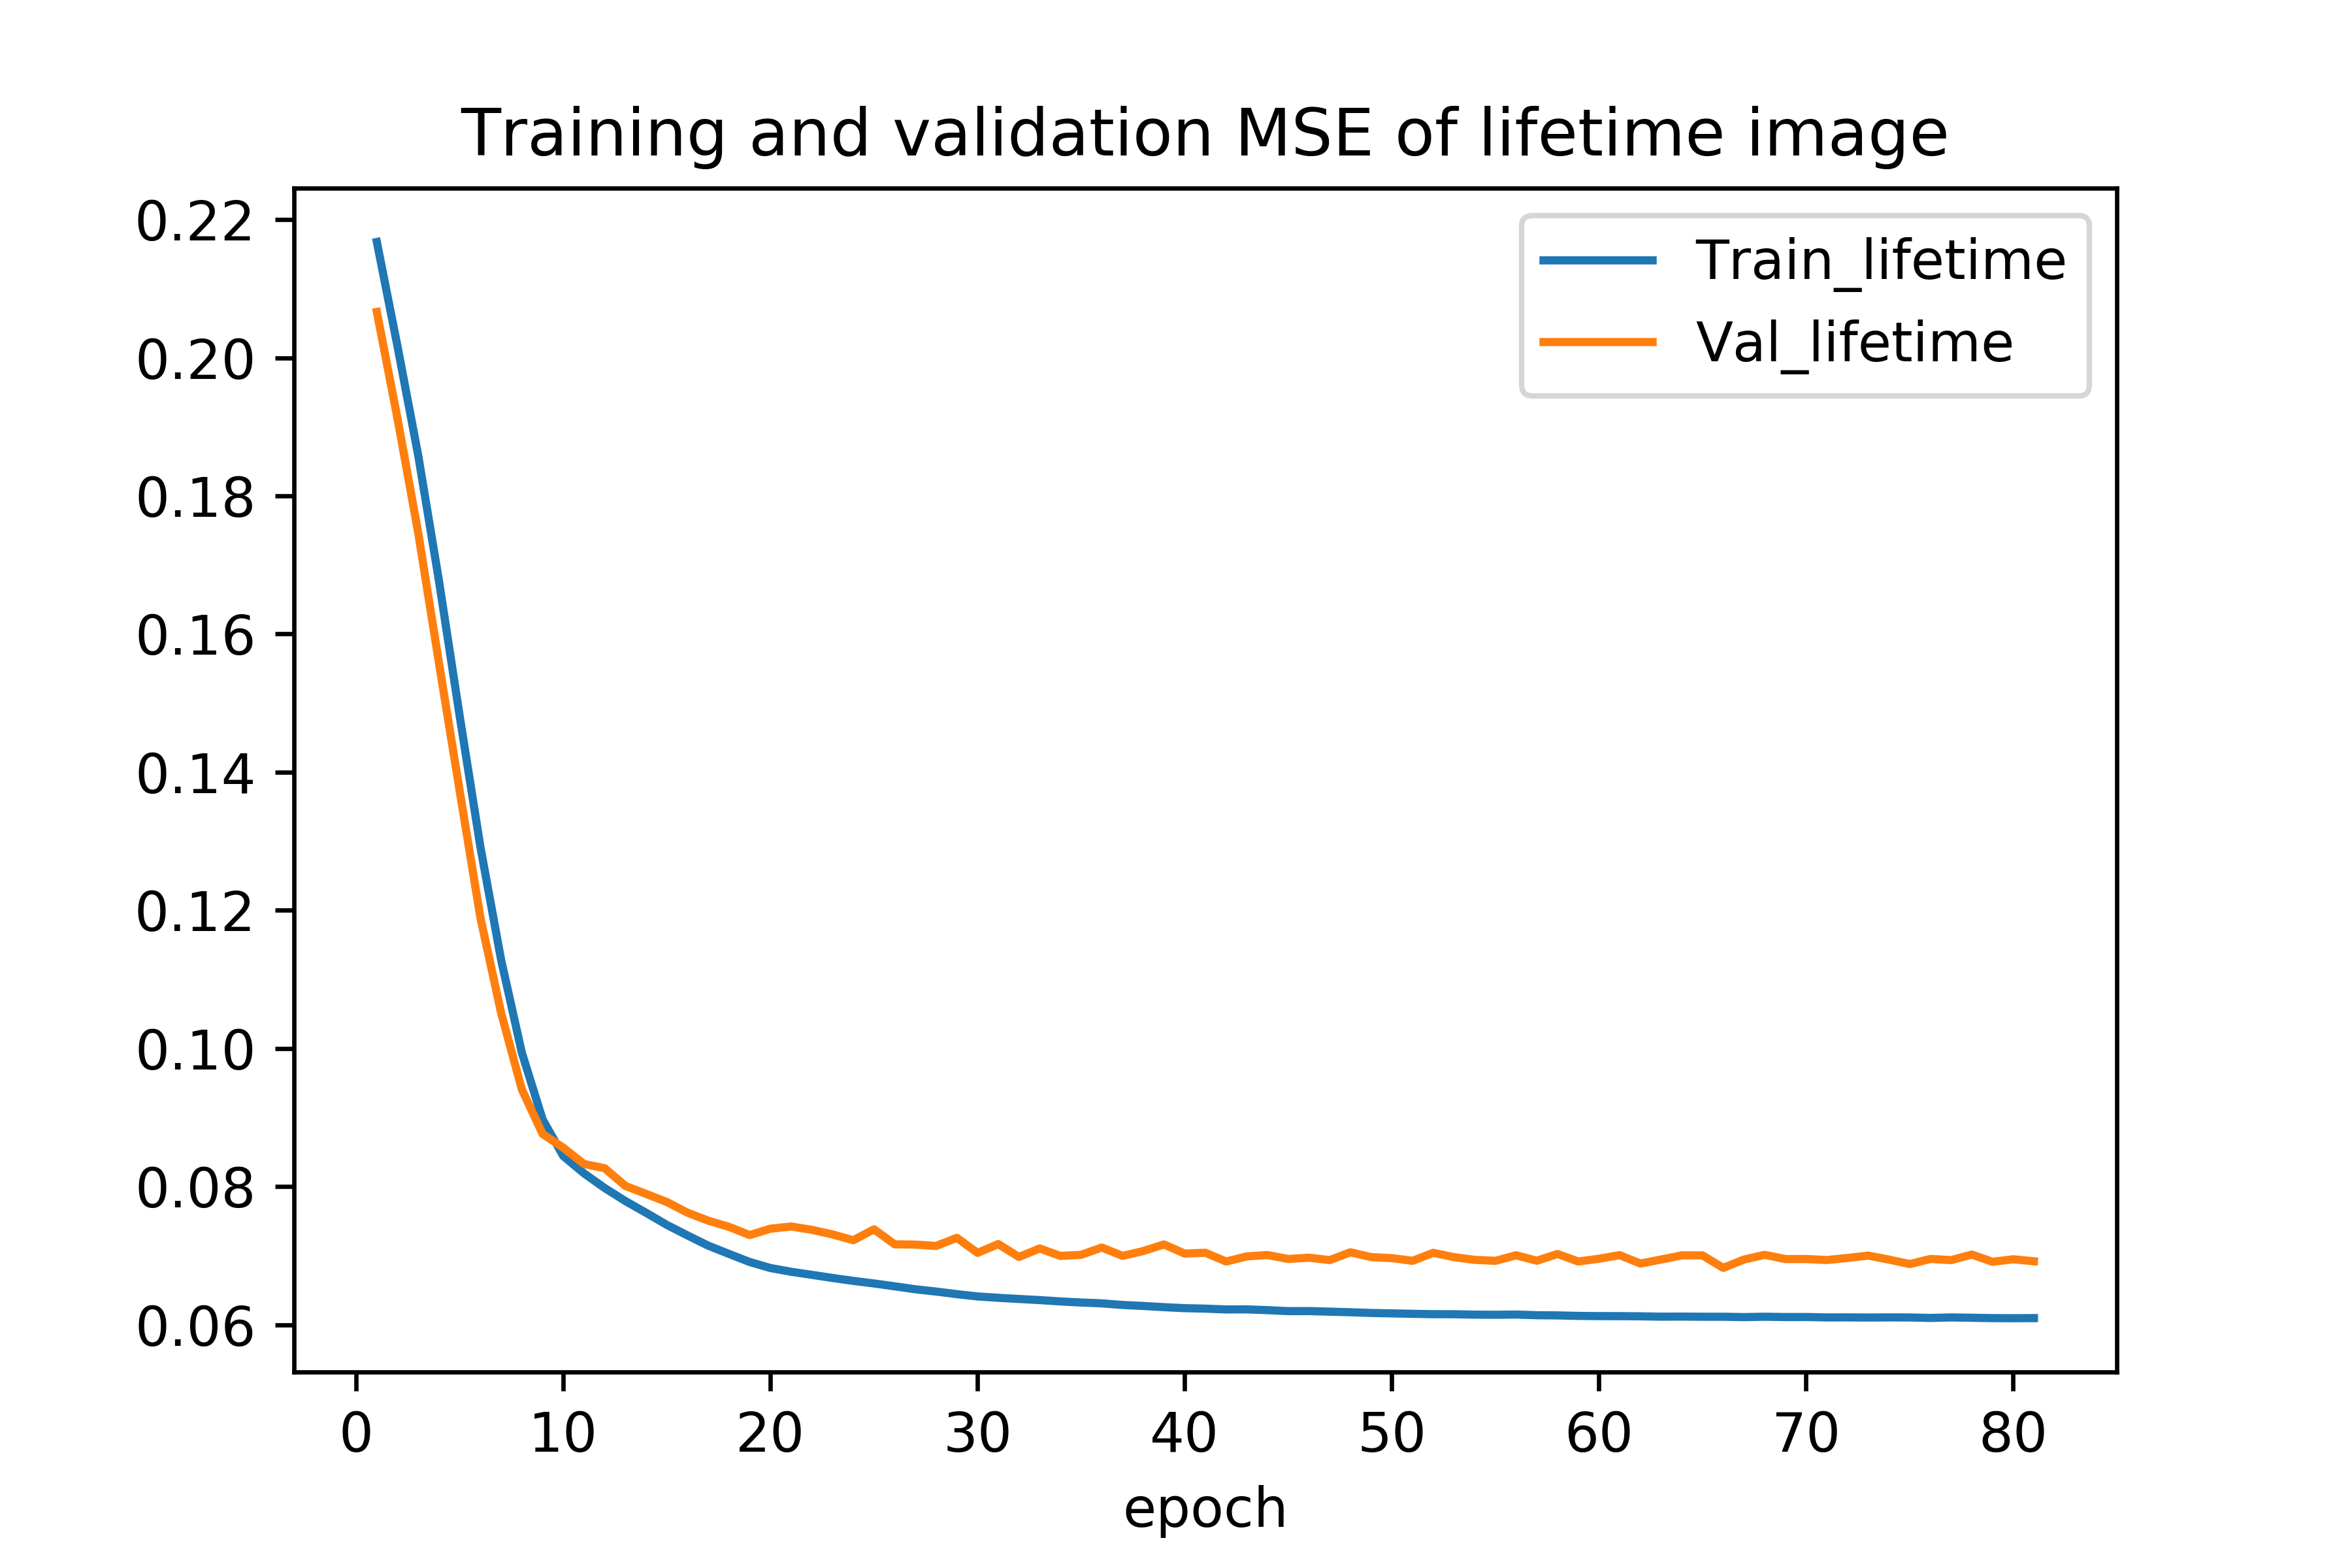 Training and validation MSE of lifetime image
Train_lifetime
Val_lifetime
0.22
0.20
0.18
0.16
0.14
0.12
0.10
0.08
0.06
0 10 20 30 40 50 60 70 80
epoch